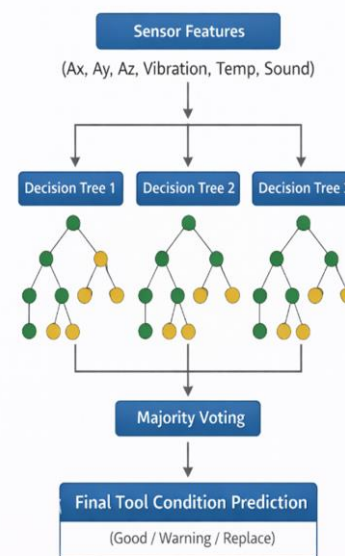 Sensor Features
(Ax, Ay, Az, Vibration, Temp, Sound)
Decision Tree 1
Decision Tree 2
Decision Tree
Majority Voting
Final Tool Condition Prediction
(Good / Warning / Replace)